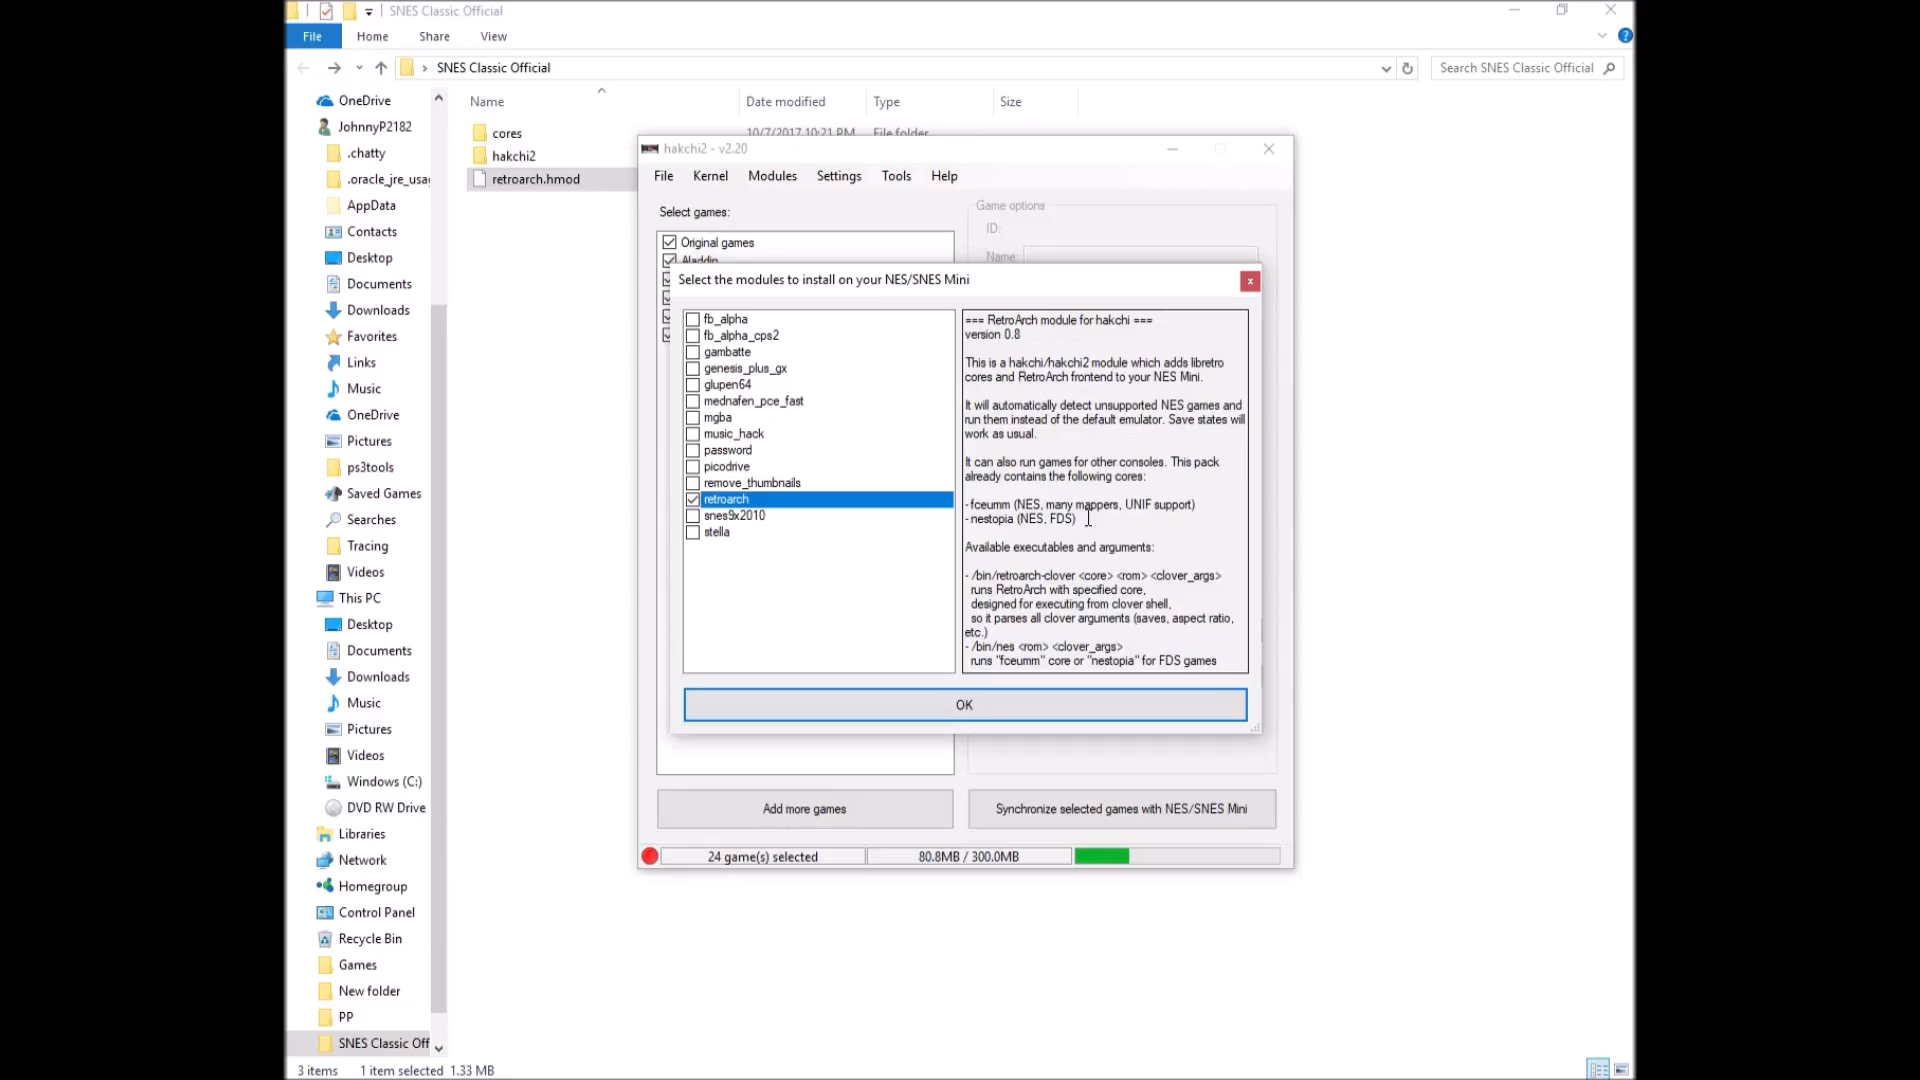 SNES Classic Official
File
Home
Share
View
SNES Classic Official
Search SNES Classic Official
Name
Date modified
Type
Size
OneDrive
JohnnyP2182
.chatty
.oracle_jre_usa
AppData
Contacts
Desktop
Documents
Downloads
Favorites
Links
Music
OneDrive
Pictures
ps3tools
Saved Games
Searches
Tracing
Videos
This PC
Desktop
Documents
Downloads
Music
Pictures
Videos
Windows (C:)
DVD RW Drive
Libraries
Network
Homegroup
Control Panel
Recycle Bin
Games
New folder
PP
SNES Classic Off
cores
10/7/2017 10:21 PM
File folder
hakchi2
retroarch.hmod
hakchi2 - v2.20
File
Kernel
Modules
Settings
Tools
Help
Select games:
Original games
Aladdin
Game options
ID:
Name:
Select the modules to install on your NES/SNES Mini
x
fb_alpha
fb_alpha_cps2
gambatte
genesis_plus_gx
glupen64
mednafen_pce_fast
mgba
music_hack
password
picodrive
remove_thumbnails
retroarch
snes9x2010
stella
=== RetroArch module for hakchi ===
version 0.8
This is a hakchi/hakchi2 module which adds libretro
cores and RetroArch frontend to your NES Mini.
It will automatically detect unsupported NES games and
run them instead of the default emulator. Save states will
work as usual.
It can also run games for other consoles. This pack
already contains the following cores:
- fceumm (NES, many mappers, UNIF support)
- nestopia (NES, FDS)
Available executables and arguments:
- /bin/retroarch-clover <core> <rom> <clover_args>
runs RetroArch with specified core,
designed for executing from clover shell,
so it parses all clover arguments (saves, aspect ratio,
etc.)
- /bin/nes <rom> <clover_args>
runs "fceumm" core or "nestopia" for FDS games
OK
Add more games
Synchronize selected games with NES/SNES Mini
24 game(s) selected
80.8MB / 300.0MB
3 items
1 item selected 1.33 MB